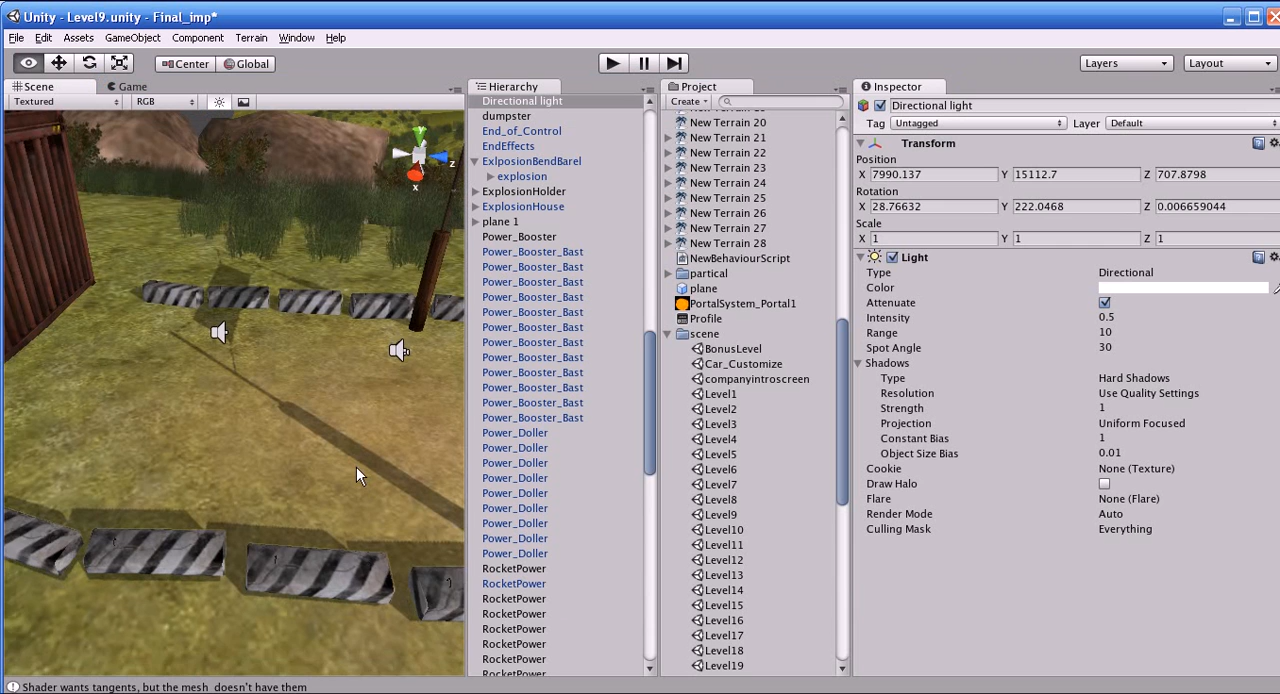 Unity - Level9.unity - Final_imp*
File Edit Assets GameObject Component Terrain Window Help
Center Global Layers Layout
Scene Game
Textured RGB
y
z
x
Hierarchy
Directional light
dumpster
End_of_Control
EndEffects
ExlposionBendBarel
explosion
ExplosionHolder
ExplosionHouse
plane 1
Power_Booster
Power_Booster_Bast
Power_Booster_Bast
Power_Booster_Bast
Power_Booster_Bast
Power_Booster_Bast
Power_Booster_Bast
Power_Booster_Bast
Power_Booster_Bast
Power_Booster_Bast
Power_Booster_Bast
Power_Booster_Bast
Power_Booster_Bast
Power_Doller
Power_Doller
Power_Doller
Power_Doller
Power_Doller
Power_Doller
Power_Doller
Power_Doller
Power_Doller
RocketPower
RocketPower
RocketPower
RocketPower
RocketPower
RocketPower
RocketPower
RocketPower
Project
Create
New Terrain 20
New Terrain 21
New Terrain 22
New Terrain 23
New Terrain 24
New Terrain 25
New Terrain 26
New Terrain 27
New Terrain 28
NewBehaviourScript
partical
plane
PortalSystem_Portal1
Profile
scene
BonusLevel
Car_Customize
companyintroscreen
Level1
Level2
Level3
Level4
Level5
Level6
Level7
Level8
Level9
Level10
Level11
Level12
Level13
Level14
Level15
Level16
Level17
Level18
Level19
Inspector
Directional light
Tag Untagged Layer Default
Transform
Position
X 7990.137 Y 15112.7 Z 707.8798
Rotation
X 28.76632 Y 222.0468 Z 0.006659044
Scale
X 1 Y 1 Z 1
Light
Type Directional
Color
Attenuate
Intensity 0.5
Range 10
Spot Angle 30
Shadows
Type Hard Shadows
Resolution Use Quality Settings
Strength 1
Projection Uniform Focused
Constant Bias 1
Object Size Bias 0.01
Cookie None (Texture)
Draw Halo
Flare None (Flare)
Render Mode Auto
Culling Mask Everything
Shader wants tangents, but the mesh doesn't have them